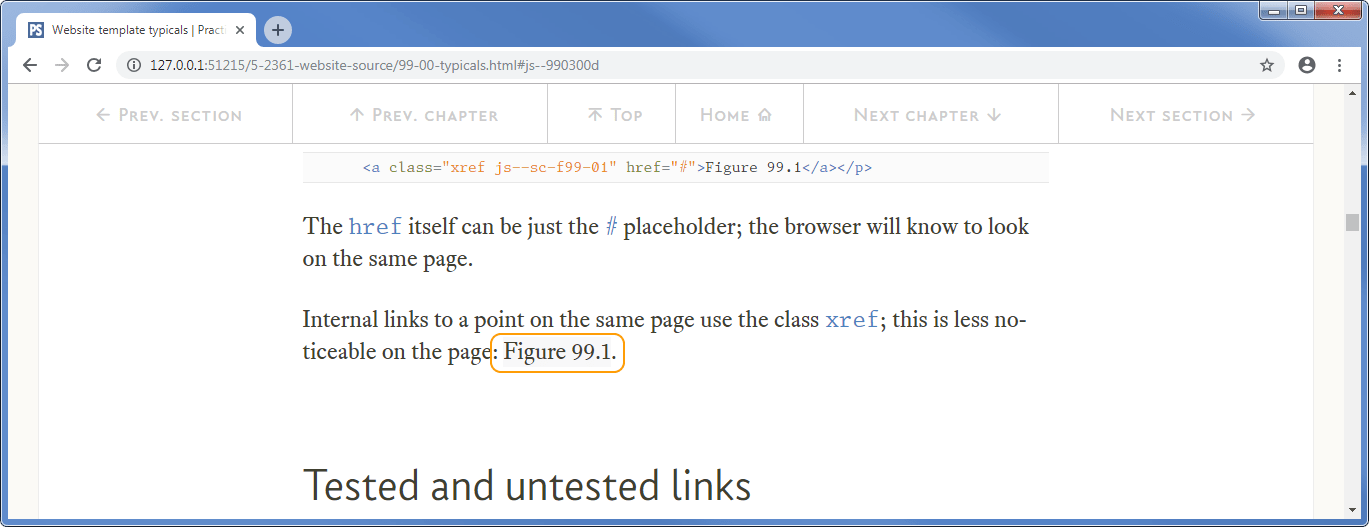 PS Website template typicals | Practi
127.0.0.1:51215/5-2361-website-source/99-00-typicals.html#js--990300d
← Prev. section ↑ Prev. chapter Top Home Next chapter ↓ Next section →
<a class="xref js--sc-f99-01" href="#">Figure 99.1</a></p>
The href itself can be just the # placeholder; the browser will know to look
on the same page.
Internal links to a point on the same page use the class xref; this is less no-
ticeable on the page: Figure 99.1.
Tested and untested links